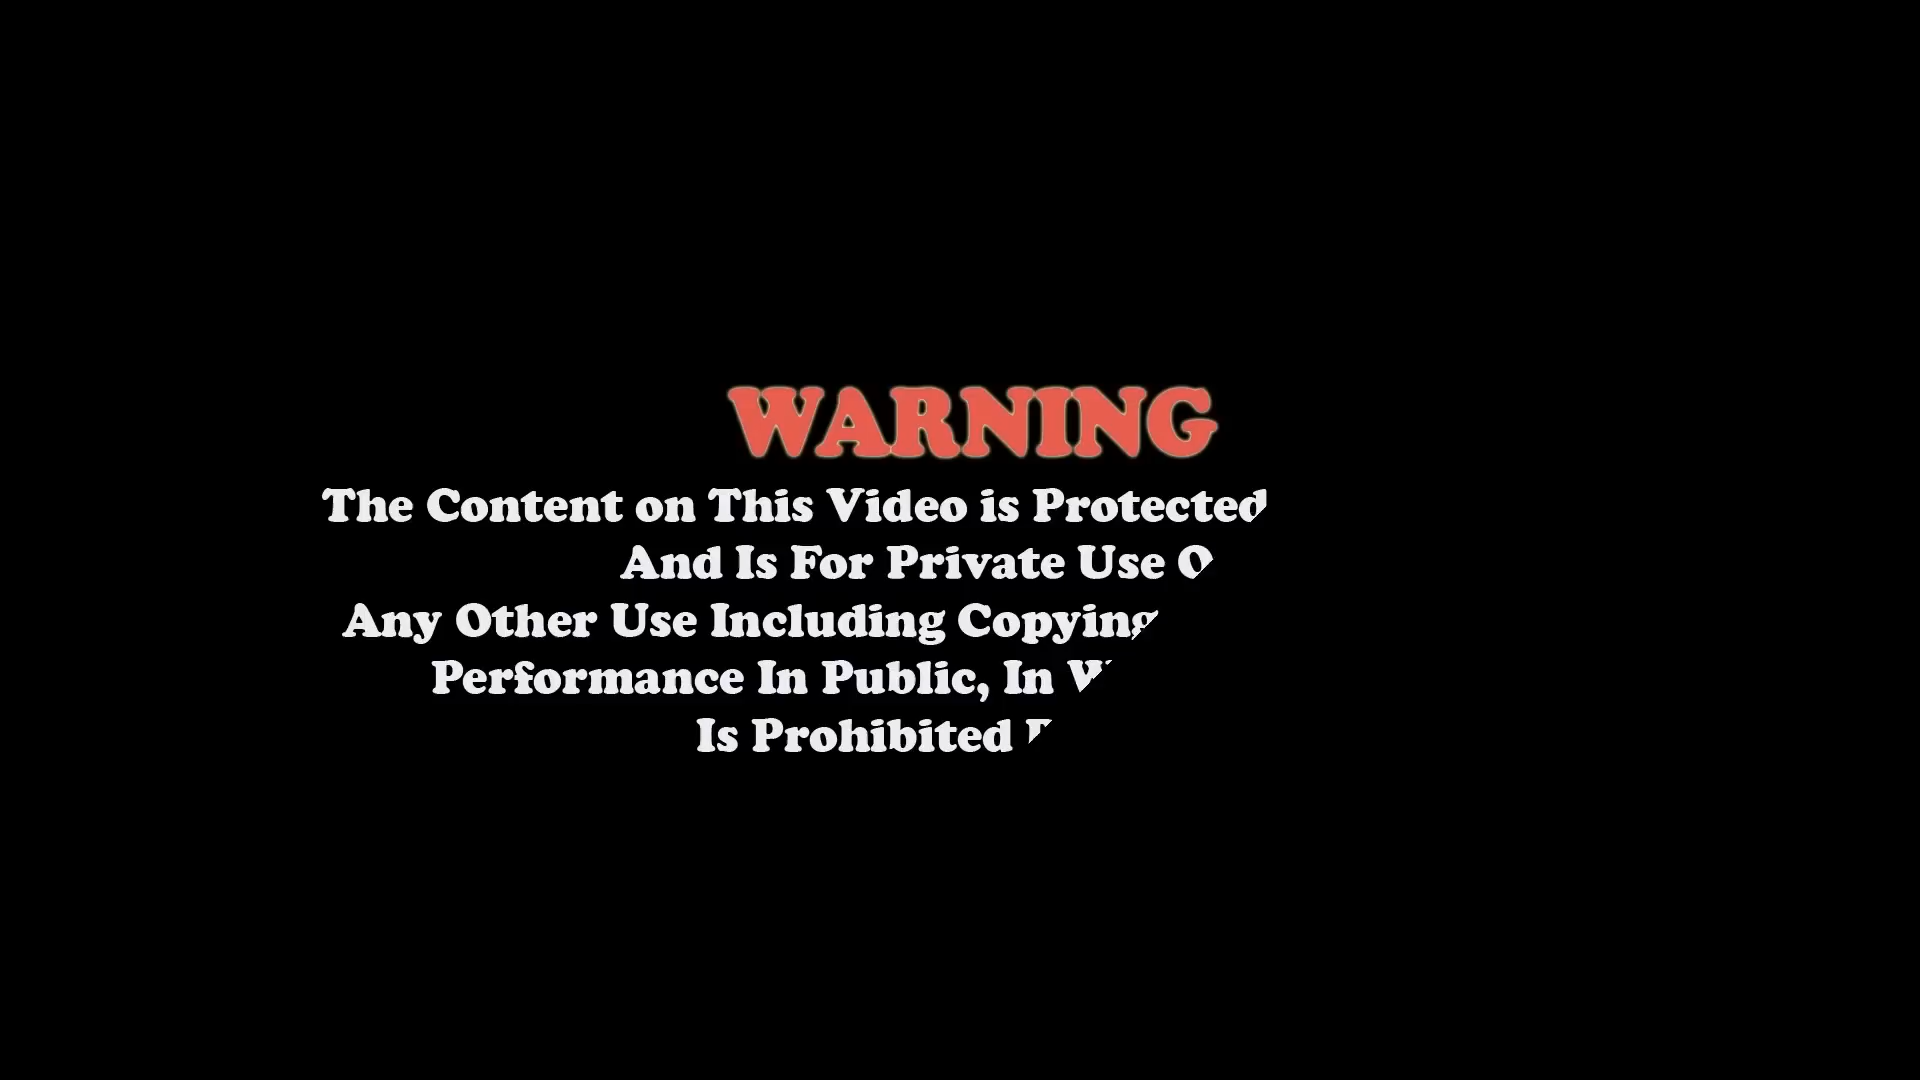 WARNING
The Content on This Video is Protected
And Is For Private Use
Any Other Use Including Copying
Performance In Public, In
Is Prohibited